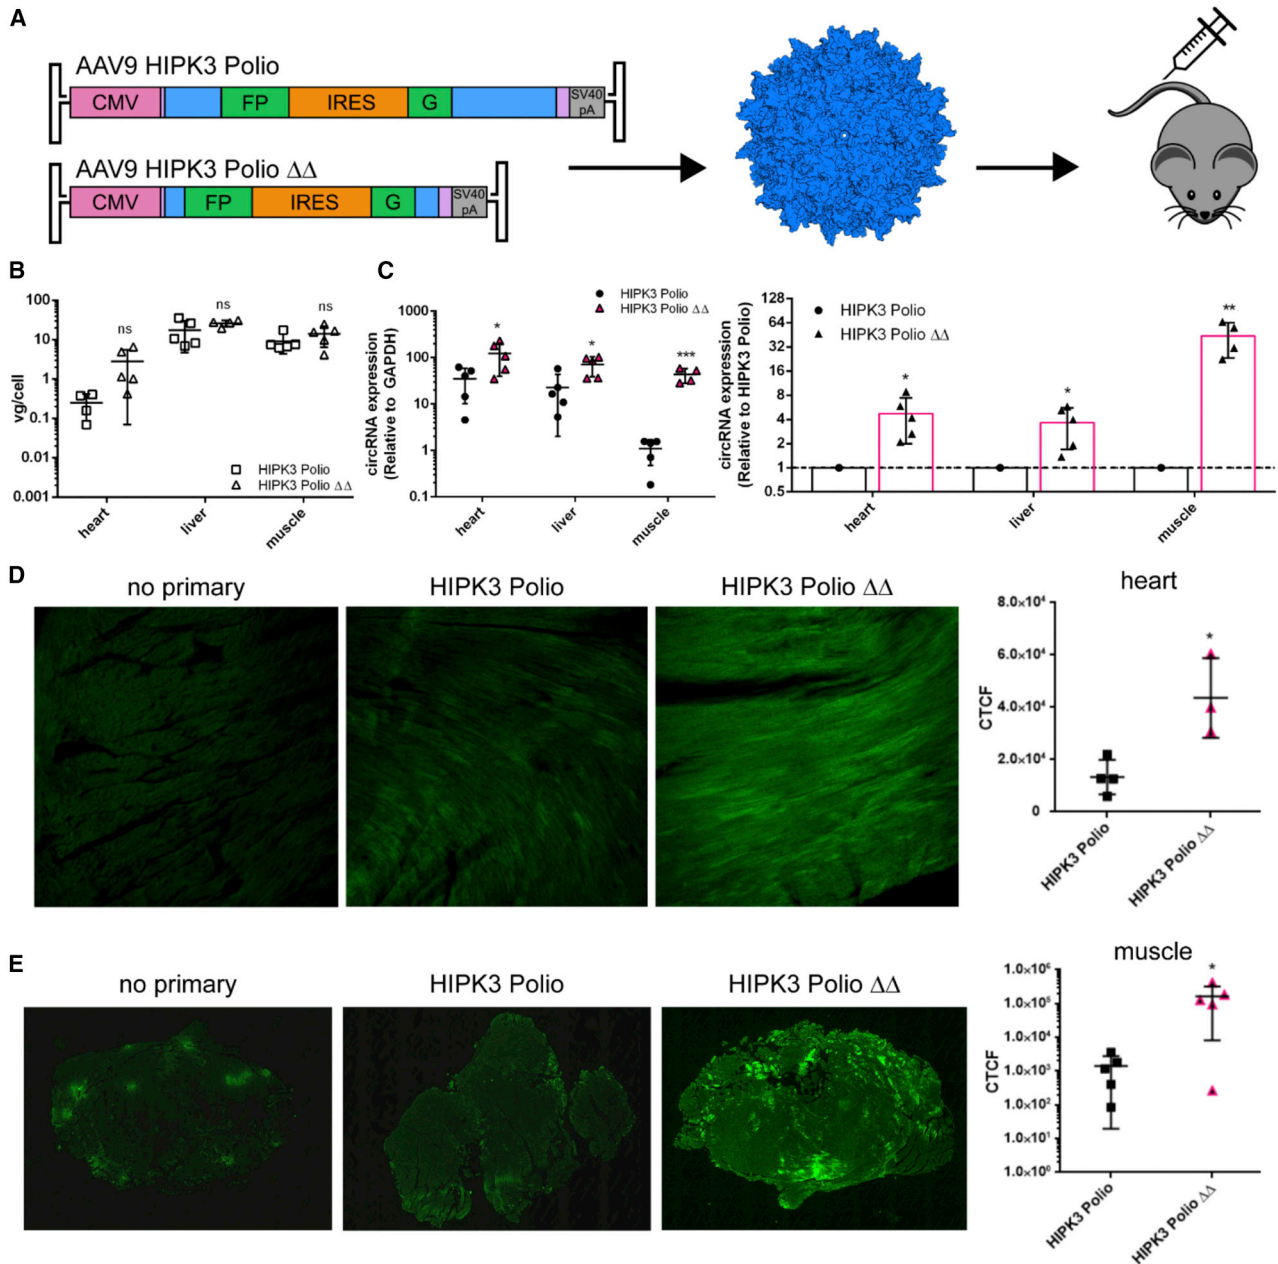 A
AAV9 HIPK3 Polio
CMV
FP
IRES
G
SV40
pA
AAV9 HIPK3 Polio ΔΔ
CMV
FP
IRES
G
SV40
pA
B
vg/cell
100
10
1
0.1
0.01
0.001
ns
ns
ns
HIPK3 Polio
HIPK3 Polio ΔΔ
heart
liver
muscle
C
circRNA expression
(Relative to GAPDH)
1000
100
10
1
0.1
HIPK3 Polio
HIPK3 Polio ΔΔ
*
*
***
heart
liver
muscle
circRNA expression
(Relative to HIPK3 Polio)
128
64
32
16
8
4
2
1
0.5
HIPK3 Polio
HIPK3 Polio ΔΔ
*
*
**
heart
liver
muscle
D
no primary
HIPK3 Polio
HIPK3 Polio ΔΔ
heart
CTCF
8.0×10⁴
6.0×10⁴
4.0×10⁴
2.0×10⁴
0
*
HIPK3 Polio
HIPK3 Polio ΔΔ
E
no primary
HIPK3 Polio
HIPK3 Polio ΔΔ
muscle
CTCF
1.0×10⁶
1.0×10⁵
1.0×10⁴
1.0×10³
1.0×10²
1.0×10¹
1.0×10⁰
*
HIPK3 Polio
HIPK3 Polio ΔΔ